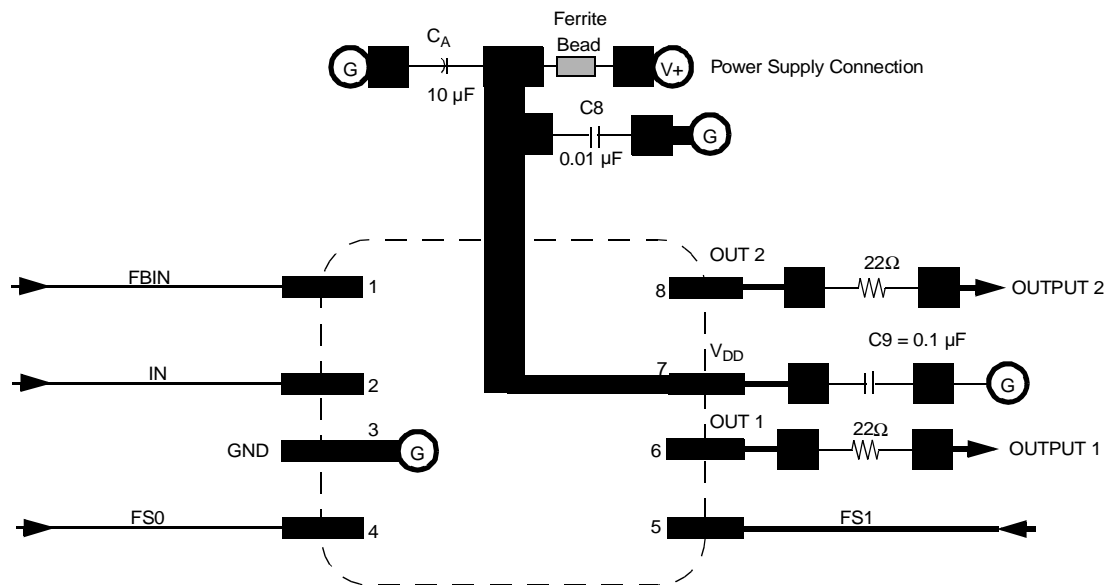 Ferrite
Bead
C_A
G
V+
Power Supply Connection
10 µF
C8
G
0.01 µF
OUT 2
22Ω
FBIN
1
8
OUTPUT 2
C9 = 0.1 µF
V_DD
7
IN
2
G
3
OUT 1
22Ω
GND
G
6
OUTPUT 1
FS0
4
5
FS1